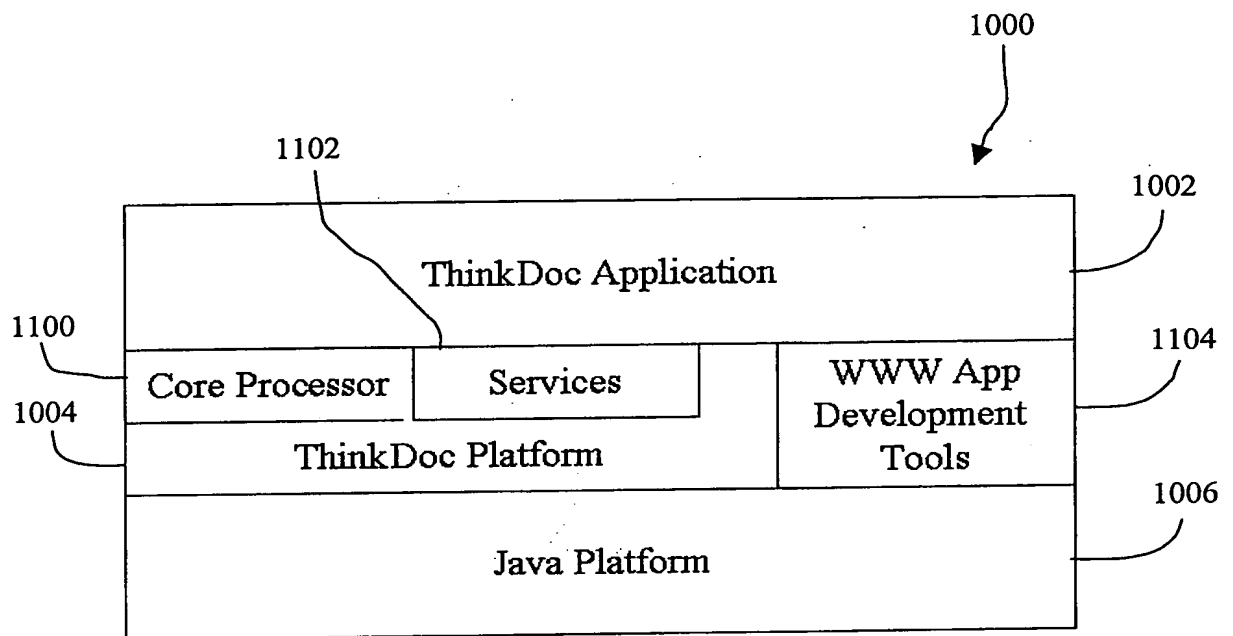 1000
1102
1002
ThinkDoc Application
1100
1104
Core Processor
Services
WWW App
Development
Tools
1004
ThinkDoc Platform
1006
Java Platform